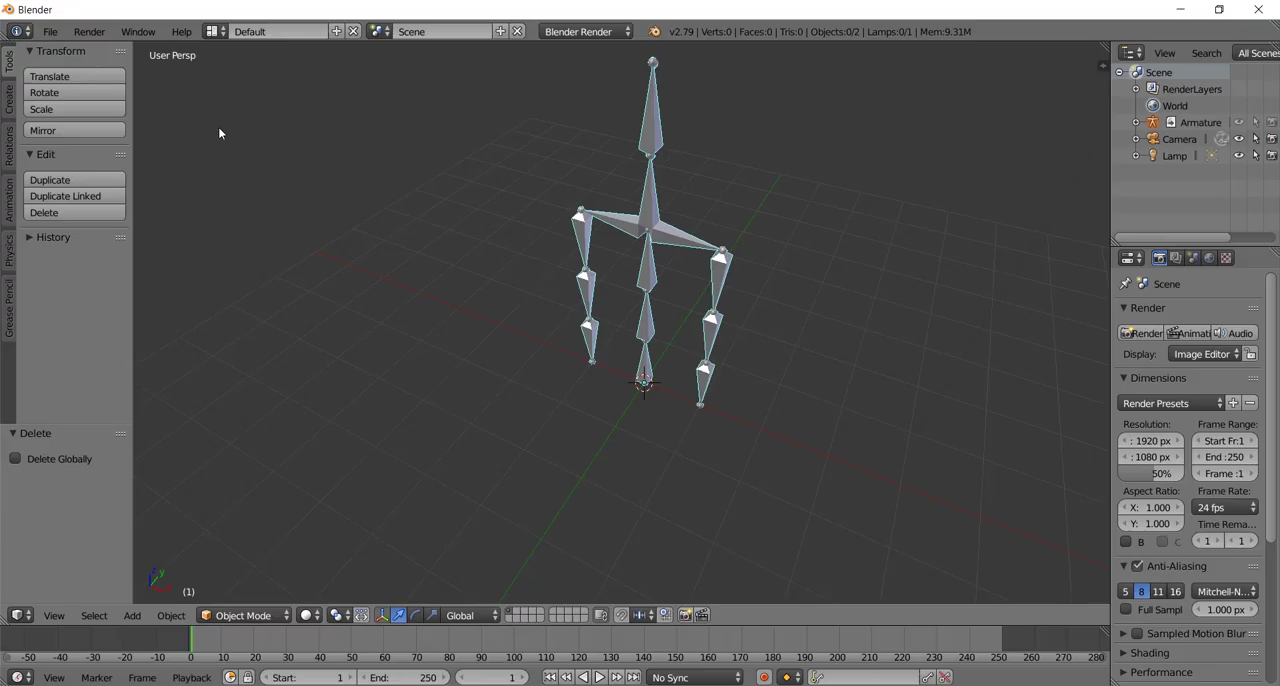 Blender
File Render Window Help Default Scene Blender Render v2.79 | Verts:0 | Faces:0 | Tris:0 | Objects:0/2 | Lamps:0/1 | Mem:9.31M
Tools
Create
Relations
Animation
Physics
Grease Pencil
Transform
Translate
Rotate
Scale
Mirror
Edit
Duplicate
Duplicate Linked
Delete
History
Delete
Delete Globally
User Persp
(1)
View Select Add Object Object Mode Global
-50 -40 -30 -20 -10 0 10 20 30 40 50 60 70 80 90 100 110 120 130 140 150 160 170 180 190 200 210 220 230 240 250 260 270 280
View Marker Frame Playback Start: 1 End: 250 1 No Sync
View Search All Scenes
Scene
RenderLayers
World
Armature
Camera
Lamp
Scene
Render
Render Animati Audio
Display: Image Editor
Dimensions
Render Presets
Resolution: Frame Range:
: 1920 px Start Fr:1
: 1080 px End :250
50% Frame :1
Aspect Ratio: Frame Rate:
X: 1.000 24 fps
Y: 1.000 Time Rema...
B C 1 1
Anti-Aliasing
5 8 11 16 Mitchell-N...
Full Sampl 1.000 px
Sampled Motion Blur
Shading
Performance